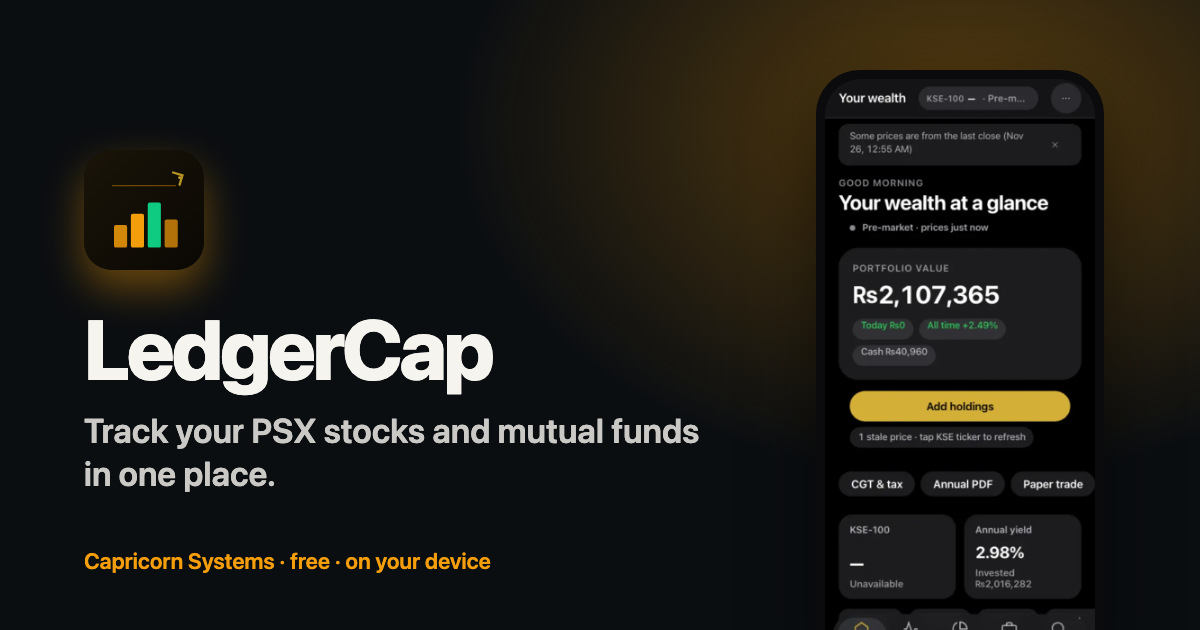 LedgerCap
Track your PSX stocks and mutual funds
in one place.
Capricorn Systems · free · on your device
Your wealth
KSE-100 — · Pre-m...
Some prices are from the last close (Nov
26, 12:55 AM)
GOOD MORNING
Your wealth at a glance
Pre-market · prices just now
PORTFOLIO VALUE
Rs2,107,365
Today Rs0
All time +2.49%
Cash Rs40,960
Add holdings
1 stale price · tap KSE ticker to refresh
CGT & tax
Annual PDF
Paper trade
KSE-100
—
Unavailable
Annual yield
2.98%
Invested
Rs2,016,282